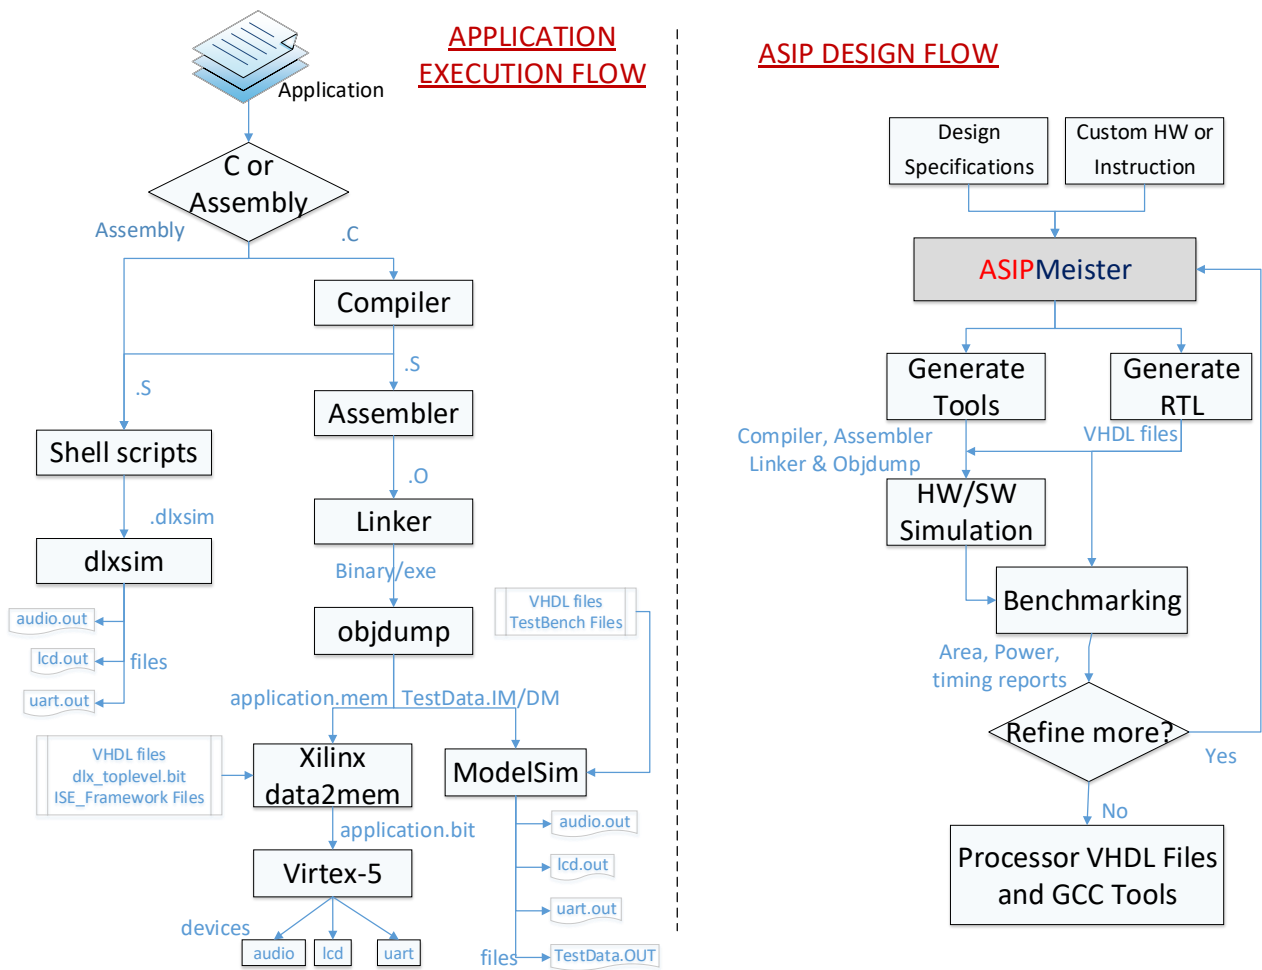 APPLICATION
EXECUTION FLOW
Application
C or
Assembly
Assembly
.C
Compiler
.S
.S
Assembler
Shell scripts
.O
.dlxsim
Linker
dlxsim
Binary/exe
audio.out
lcd.out
files
uart.out
objdump
VHDL files
TestBench Files
application.mem
TestData.IM/DM
VHDL files
dlx_toplevel.bit
ISE_Framework Files
Xilinx
data2mem
ModelSim
application.bit
audio.out
lcd.out
uart.out
files
TestData.OUT
Virtex-5
devices
audio
lcd
uart
ASIP DESIGN FLOW
Design
Specifications
Custom HW or
Instruction
ASIPMeister
Generate
Tools
Generate
RTL
Compiler, Assembler
Linker & Objdump
VHDL files
HW/SW
Simulation
Benchmarking
Area, Power,
timing reports
Refine more?
Yes
No
Processor VHDL Files
and GCC Tools